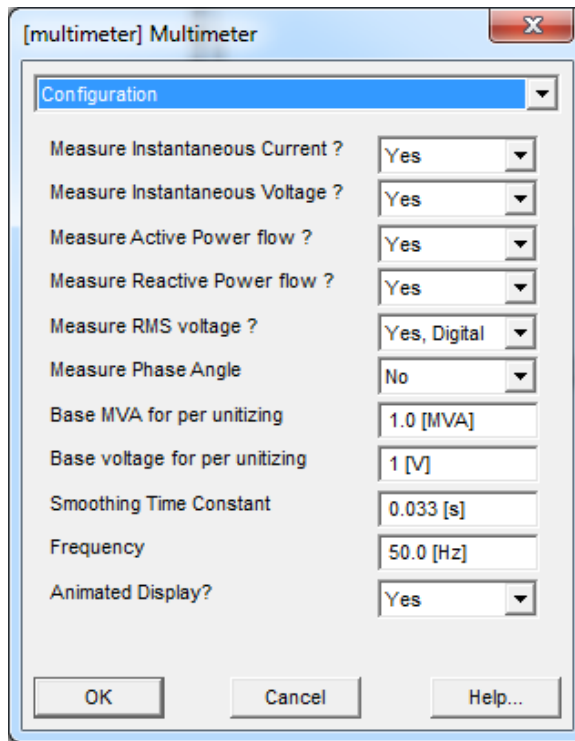 [multimeter] Multimeter
Configuration
Measure Instantaneous Current ? Yes
Measure Instantaneous Voltage ? Yes
Measure Active Power flow ? Yes
Measure Reactive Power flow ? Yes
Measure RMS voltage ? Yes, Digital
Measure Phase Angle No
Base MVA for per unitizing 1.0 [MVA]
Base voltage for per unitizing 1 [V]
Smoothing Time Constant 0.033 [s]
Frequency 50.0 [Hz]
Animated Display? Yes
OK Cancel Help...